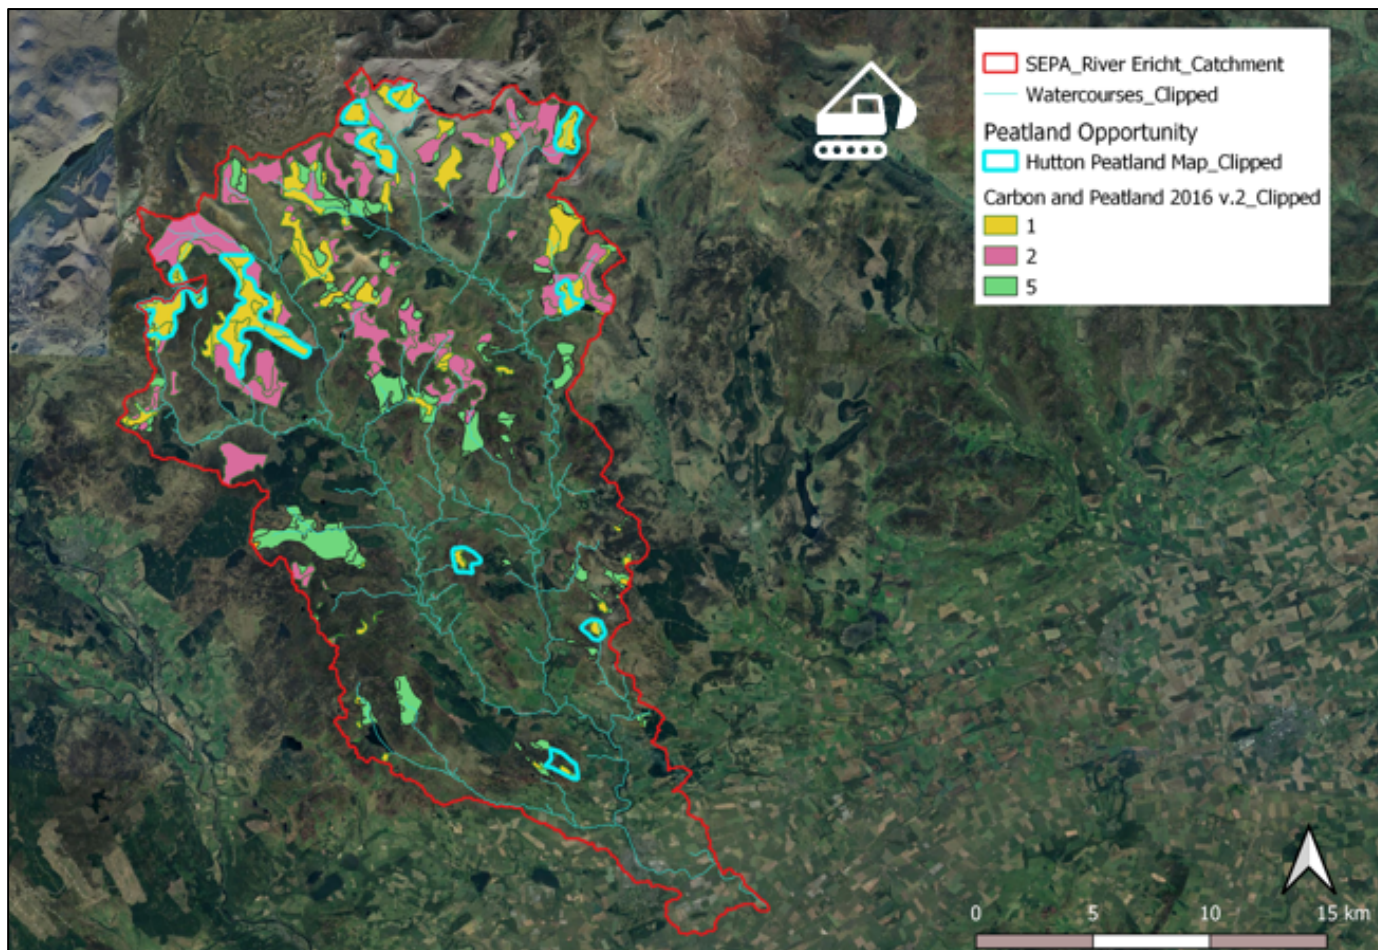 SEPA_River Ericht_Catchment
Watercourses_Clipped
Peatland Opportunity
Hutton Peatland Map_Clipped
Carbon and Peatland 2016 v.2_Clipped
1
2
5
0 5 10 15 km